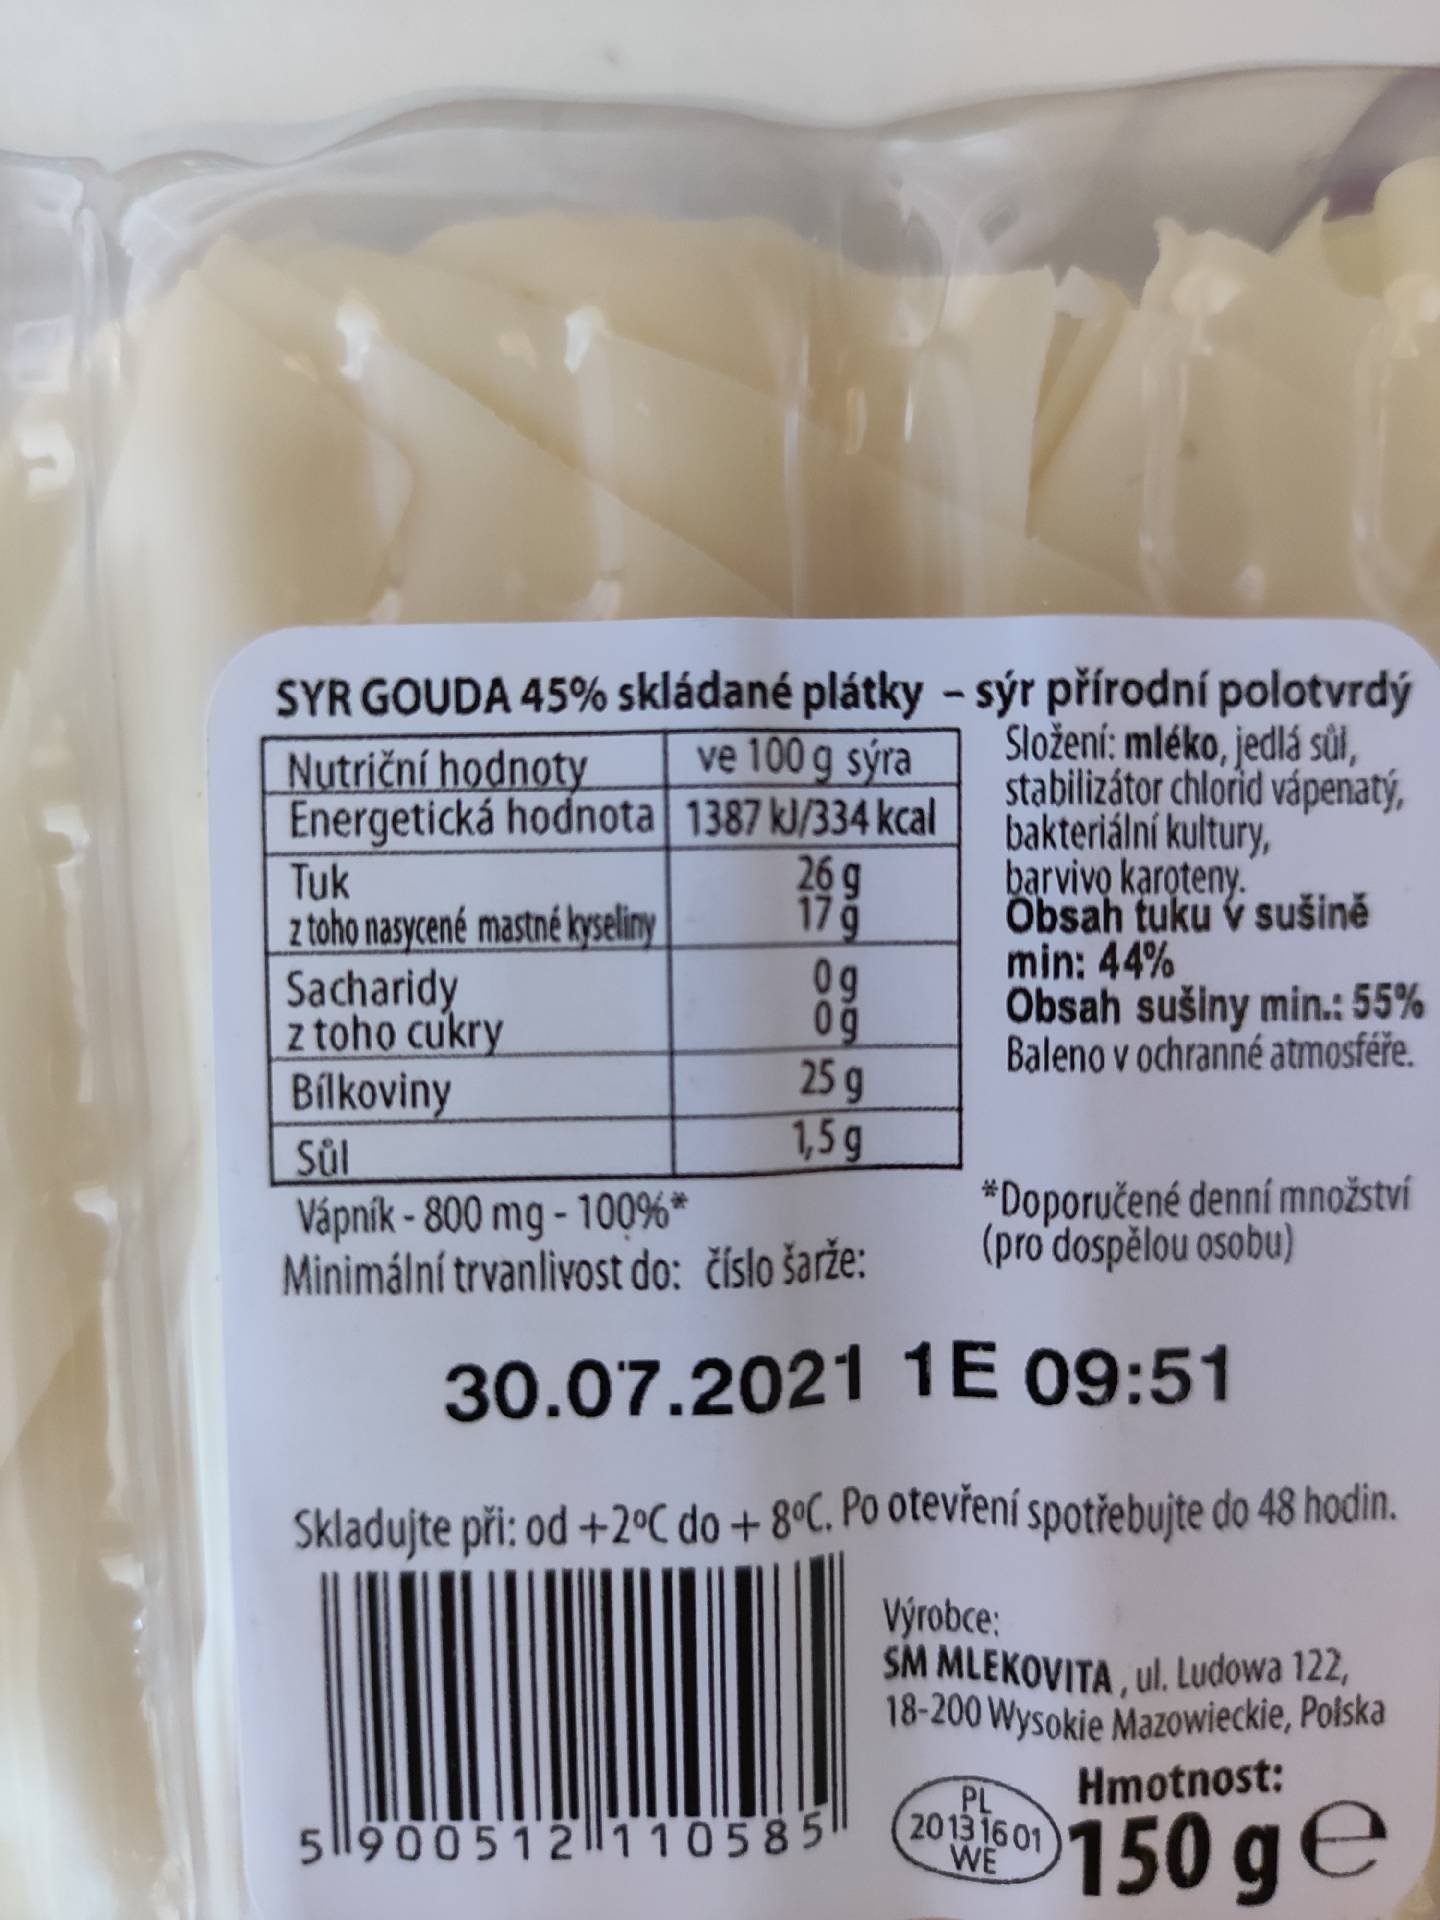 SYR GOUDA 45% skládané plátky – sýr přírodní polotvrdý
Nutriční hodnoty ve 100 g sýra
Energetická hodnota 1387 kJ/334 kcal
Tuk 26 g
z toho nasycené mastné kyseliny 17 g
Sacharidy 0 g
z toho cukry 0 g
Bílkoviny 25 g
Sůl 1,5 g
Vápník - 800 mg - 100%*
Složení: mléko, jedlá sůl,
stabilizátor chlorid vápenatý,
bakteriální kultury,
barvivo karoteny.
Obsah tuku v sušině
min: 44%
Obsah sušiny min.: 55%
Baleno v ochranné atmosféře.
*Doporučené denní množství
(pro dospělou osobu)
Minimální trvanlivost do: číslo šarže:
30.07.2021 1E 09:51
Skladujte při: od +2ºC do + 8ºC. Po otevření spotřebujte do 48 hodin.
5 900512 110585
Výrobce:
SM MLEKOVITA , ul. Ludowa 122,
18-200 Wysokie Mazowieckie, Polska
PL
20131601
WE
Hmotnost:
150 g e